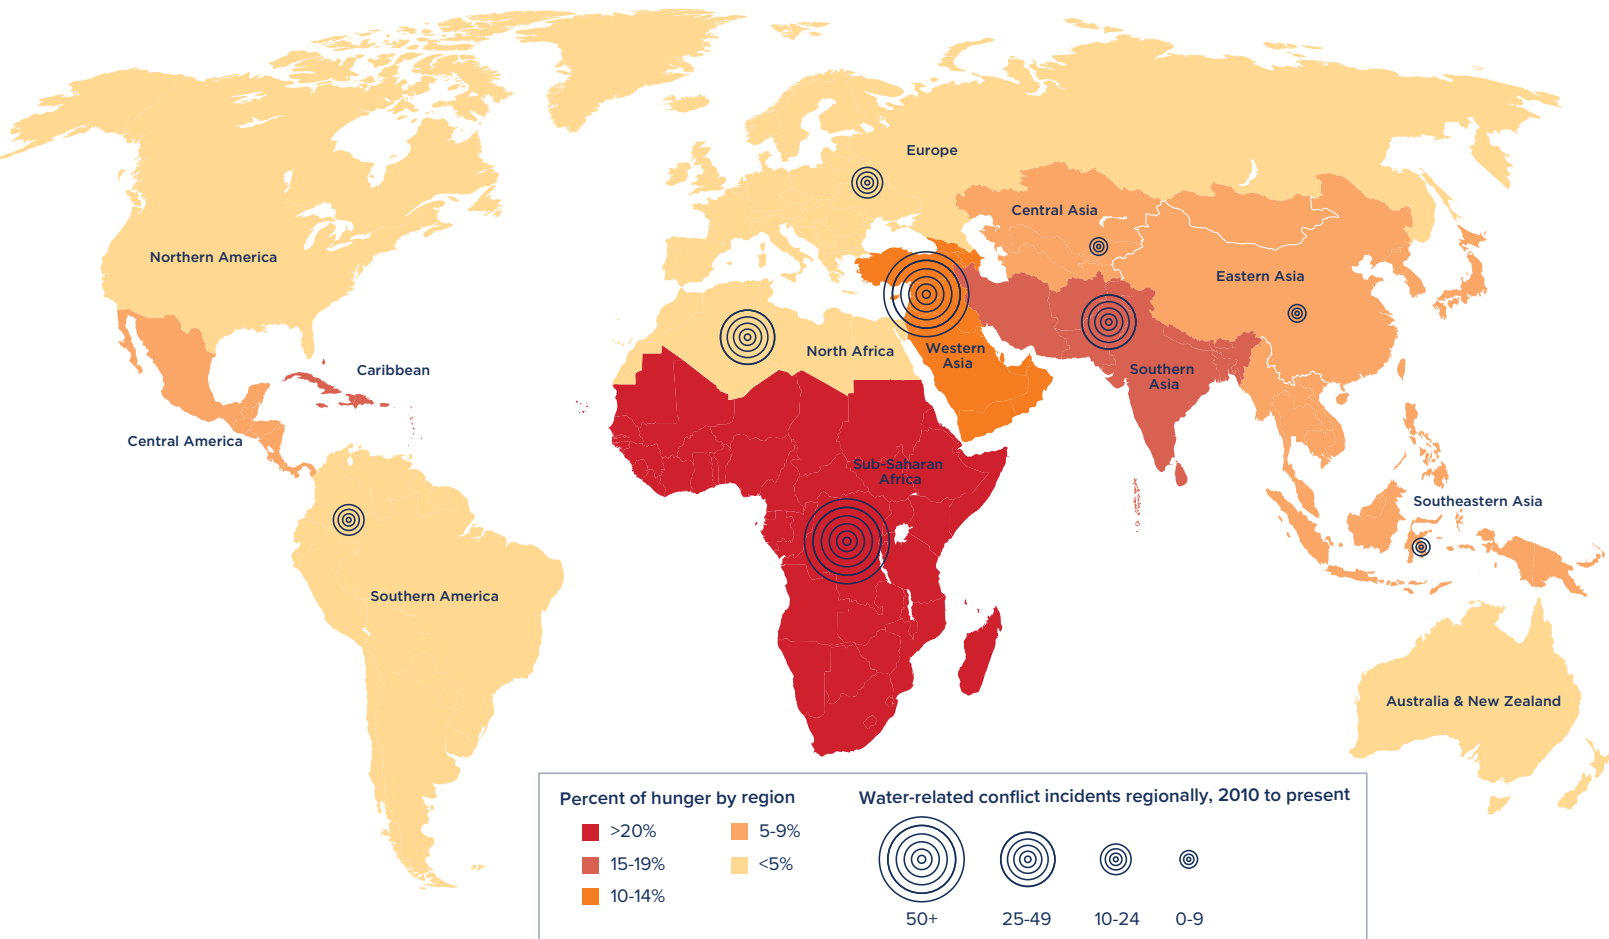 Europe
Central Asia
Northern America
Eastern Asia
North Africa
Western
Asia
Caribbean
Southern
Asia
Central America
Sub-Saharan
Africa
Southeastern Asia
Southern America
Australia & New Zealand
Percent of hunger by region
>20%
5-9%
15-19%
<5%
10-14%
Water-related conflict incidents regionally, 2010 to present
50+
25-49
10-24
0-9